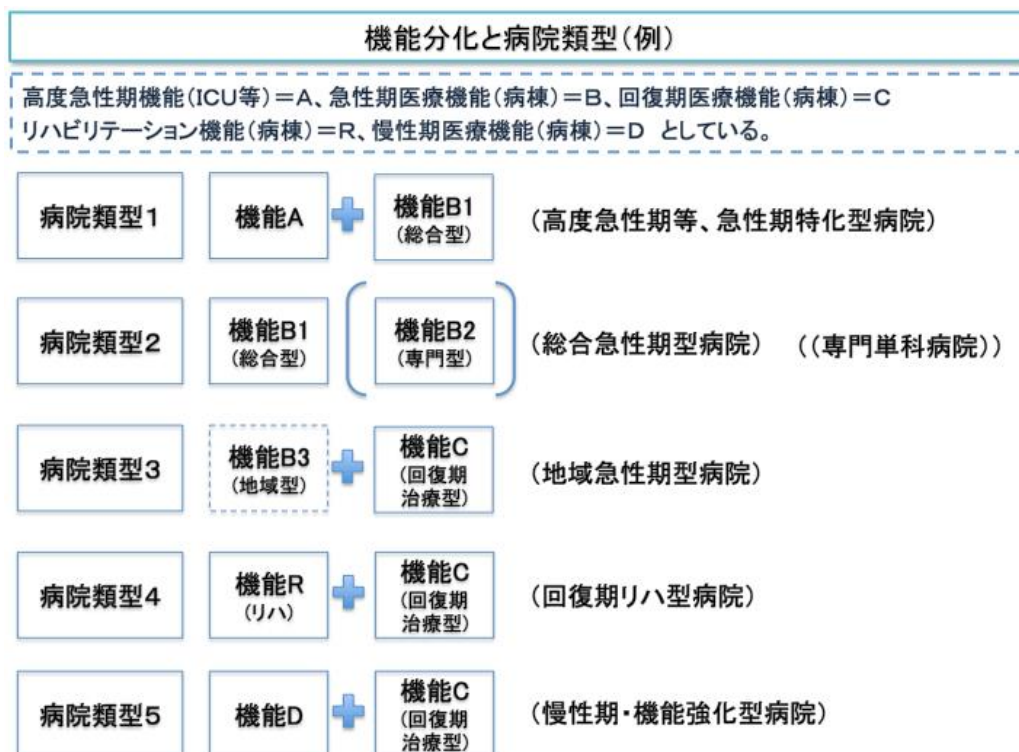 機能分化と病院類型(例)
高度急性期機能(ICU等)=A、急性期医療機能(病棟)=B、回復期医療機能(病棟)=C
リハビリテーション機能(病棟)=R、慢性期医療機能(病棟)=D としている。
病院類型1
機能A
機能B1
(総合型)
(高度急性期等、急性期特化型病院)
病院類型2
機能B1
(総合型)
機能B2
(専門型)
(総合急性期型病院) ((専門単科病院))
病院類型3
機能B3
(地域型)
機能C
(回復期
治療型)
(地域急性期型病院)
病院類型4
機能R
(リハ)
機能C
(回復期
治療型)
(回復期リハ型病院)
病院類型5
機能D
機能C
(回復期
治療型)
(慢性期・機能強化型病院)